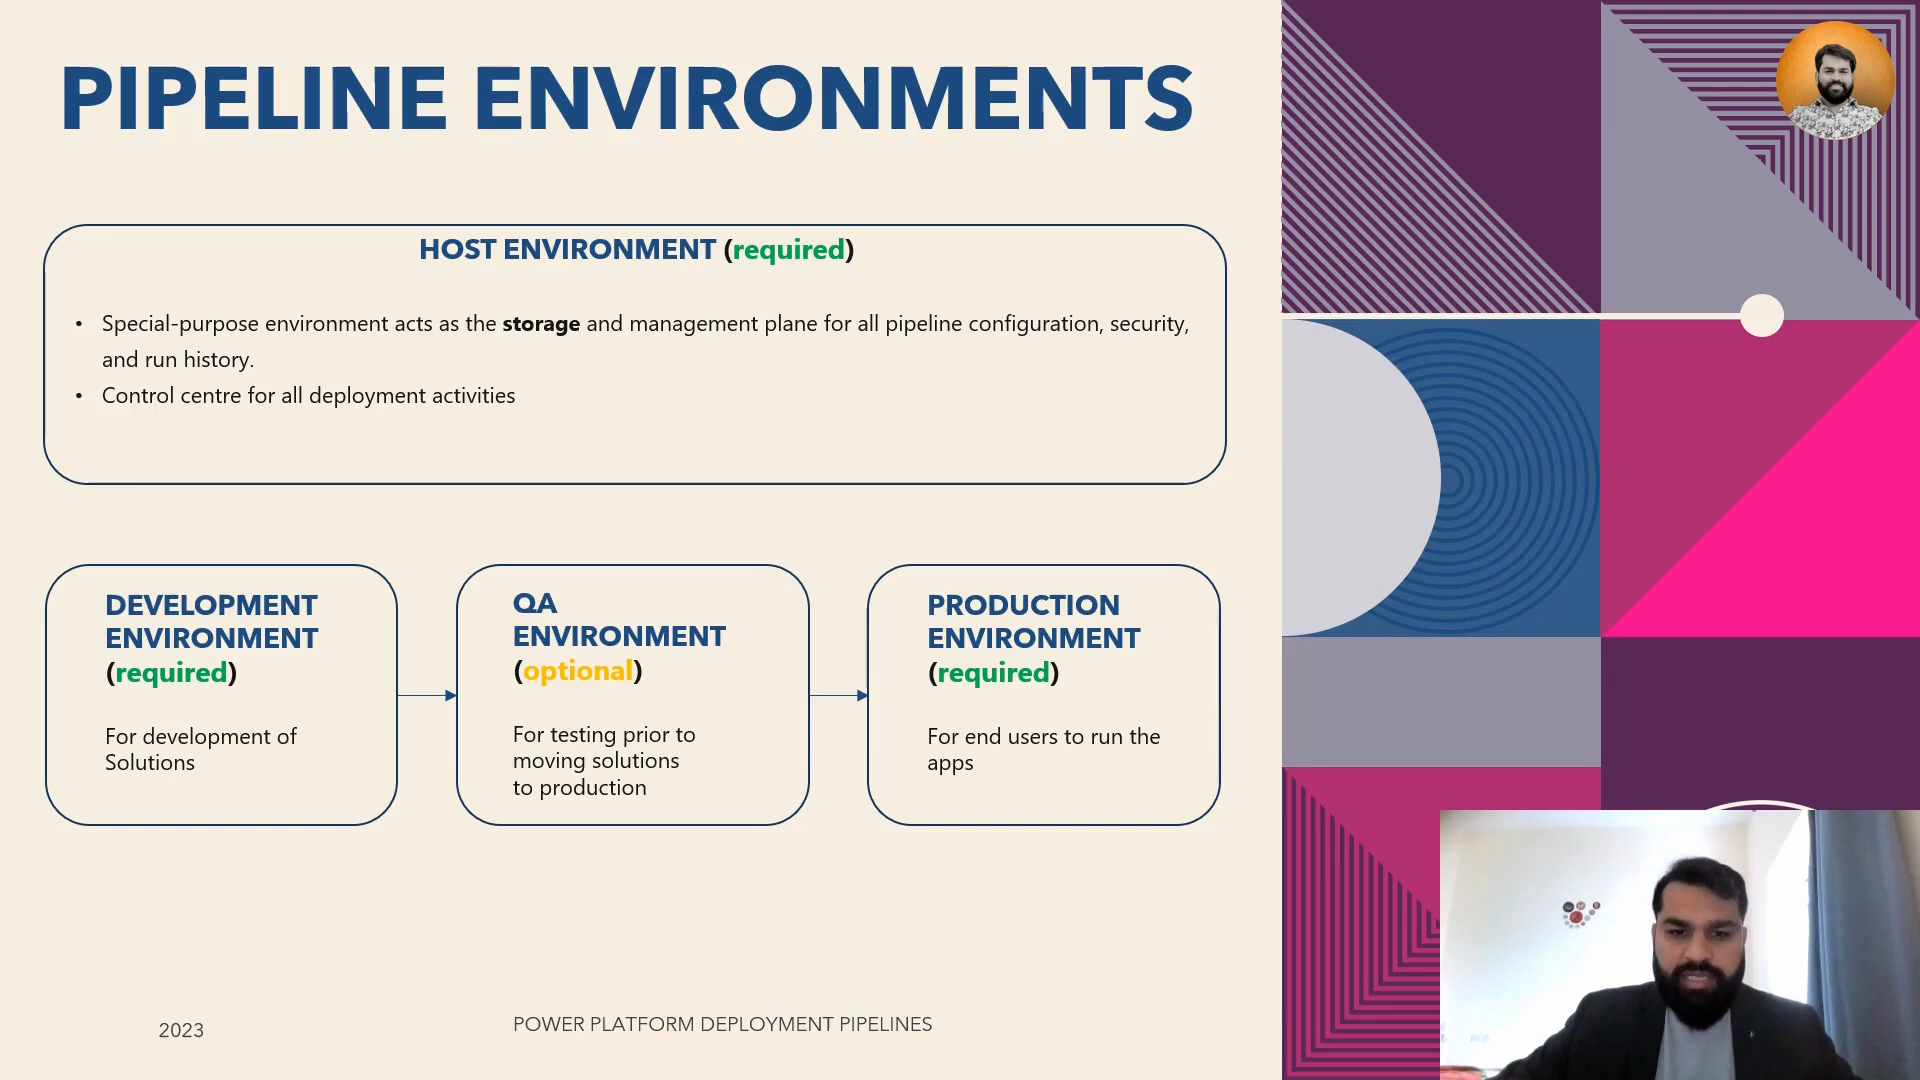 PIPELINE ENVIRONMENTS
HOST ENVIRONMENT (required)
• Special-purpose environment acts as the storage and management plane for all pipeline configuration, security,
and run history.
• Control centre for all deployment activities
DEVELOPMENT
ENVIRONMENT
(required)
For development of
Solutions
QA
ENVIRONMENT
(optional)
For testing prior to
moving solutions
to production
PRODUCTION
ENVIRONMENT
(required)
For end users to run the
apps
2023
POWER PLATFORM DEPLOYMENT PIPELINES